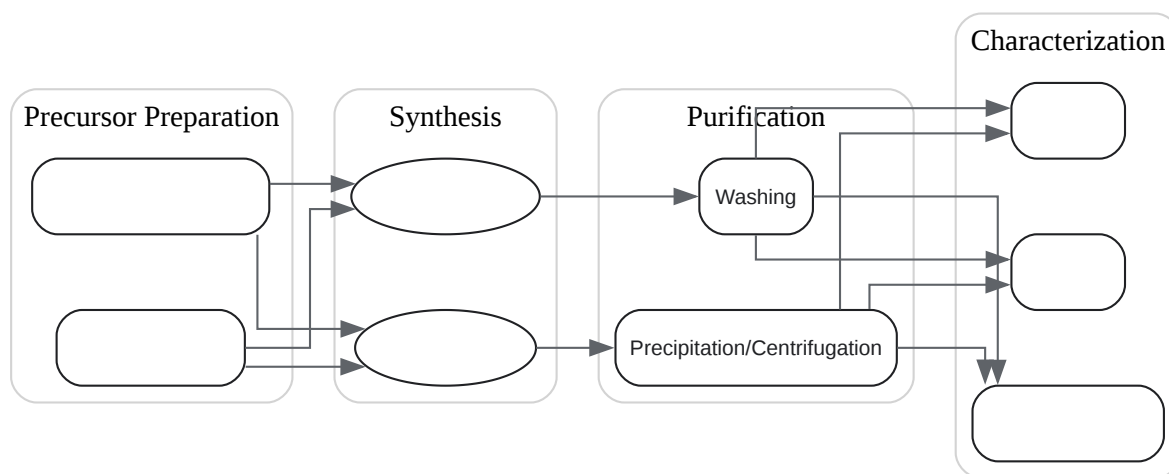 Characterization
Precursor Preparation
Synthesis
Purification
Washing
Precipitation/Centrifugation